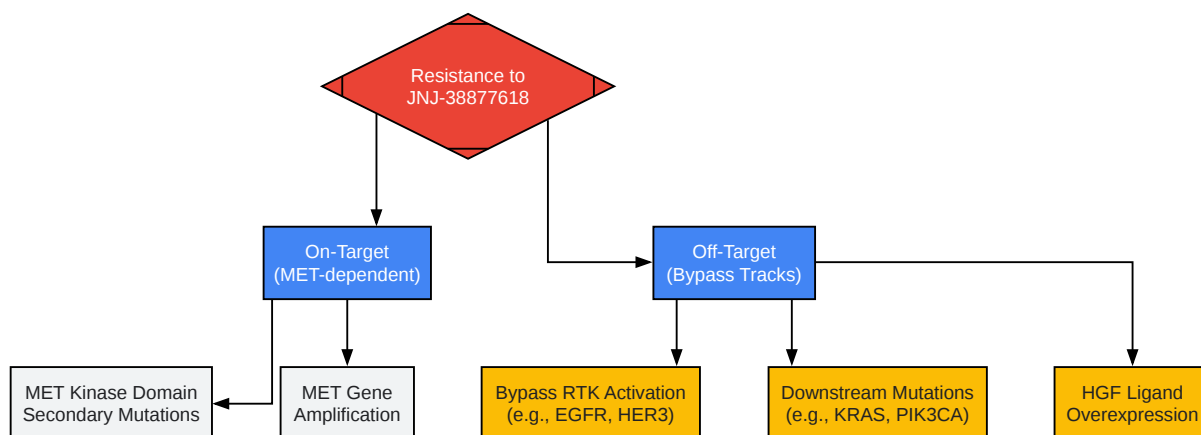 Resistance to
JNJ-38877618
On-Target
(MET-dependent)
Off-Target
(Bypass Tracks)
MET Kinase Domain
Secondary Mutations
MET Gene
Amplification
Bypass RTK Activation
(e.g., EGFR, HER3)
Downstream Mutations
(e.g., KRAS, PIK3CA)
HGF Ligand
Overexpression